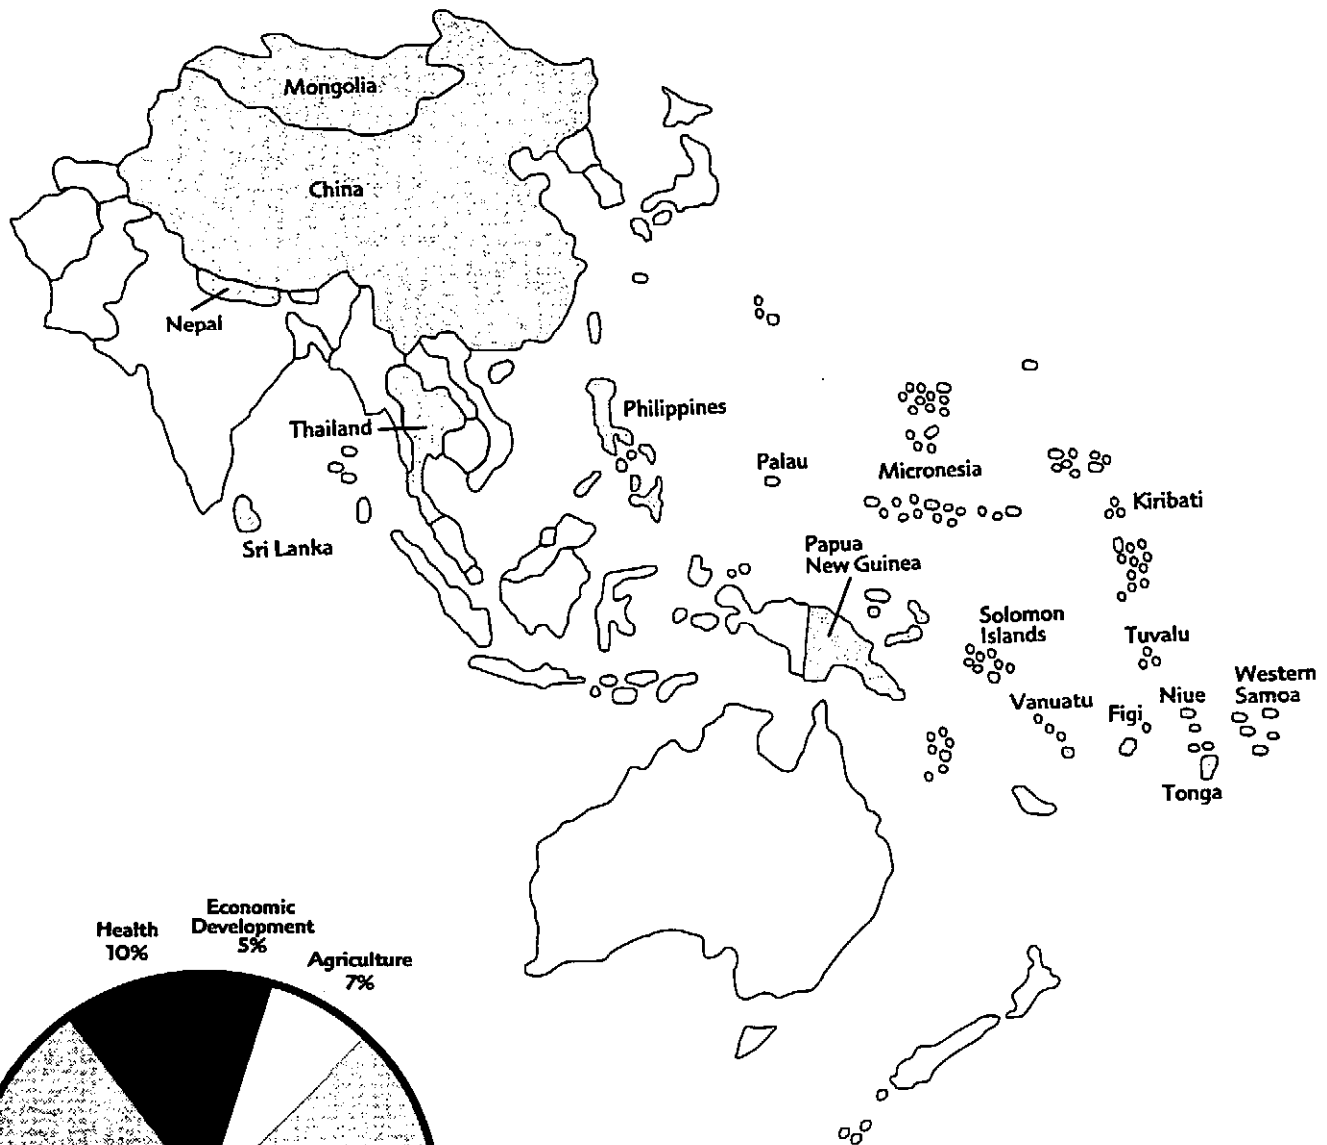 Mongolia
China
Nepal
Thailand
Philippines
Palau
Micronesia
Kiribati
Sri Lanka
Papua
New Guinea
Solomon
Islands
Tuvalu
Western
Samoa
Vanuatu
Figi
Niue
Tonga
Health
10%
Economic
Development
5%
Agriculture
7%